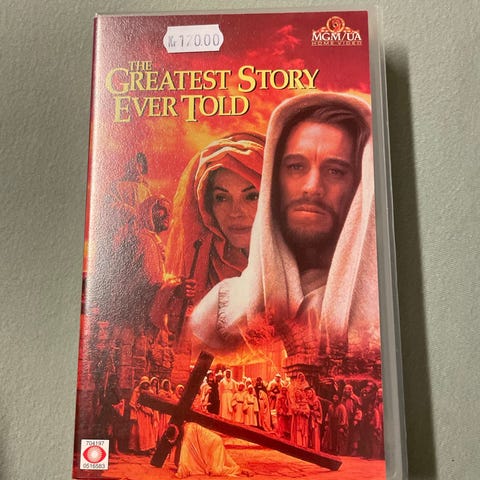 Kr 170.00
MGM/UA
HOME VIDEO
THE
GREATEST STORY
EVER TOLD
704197
0516583